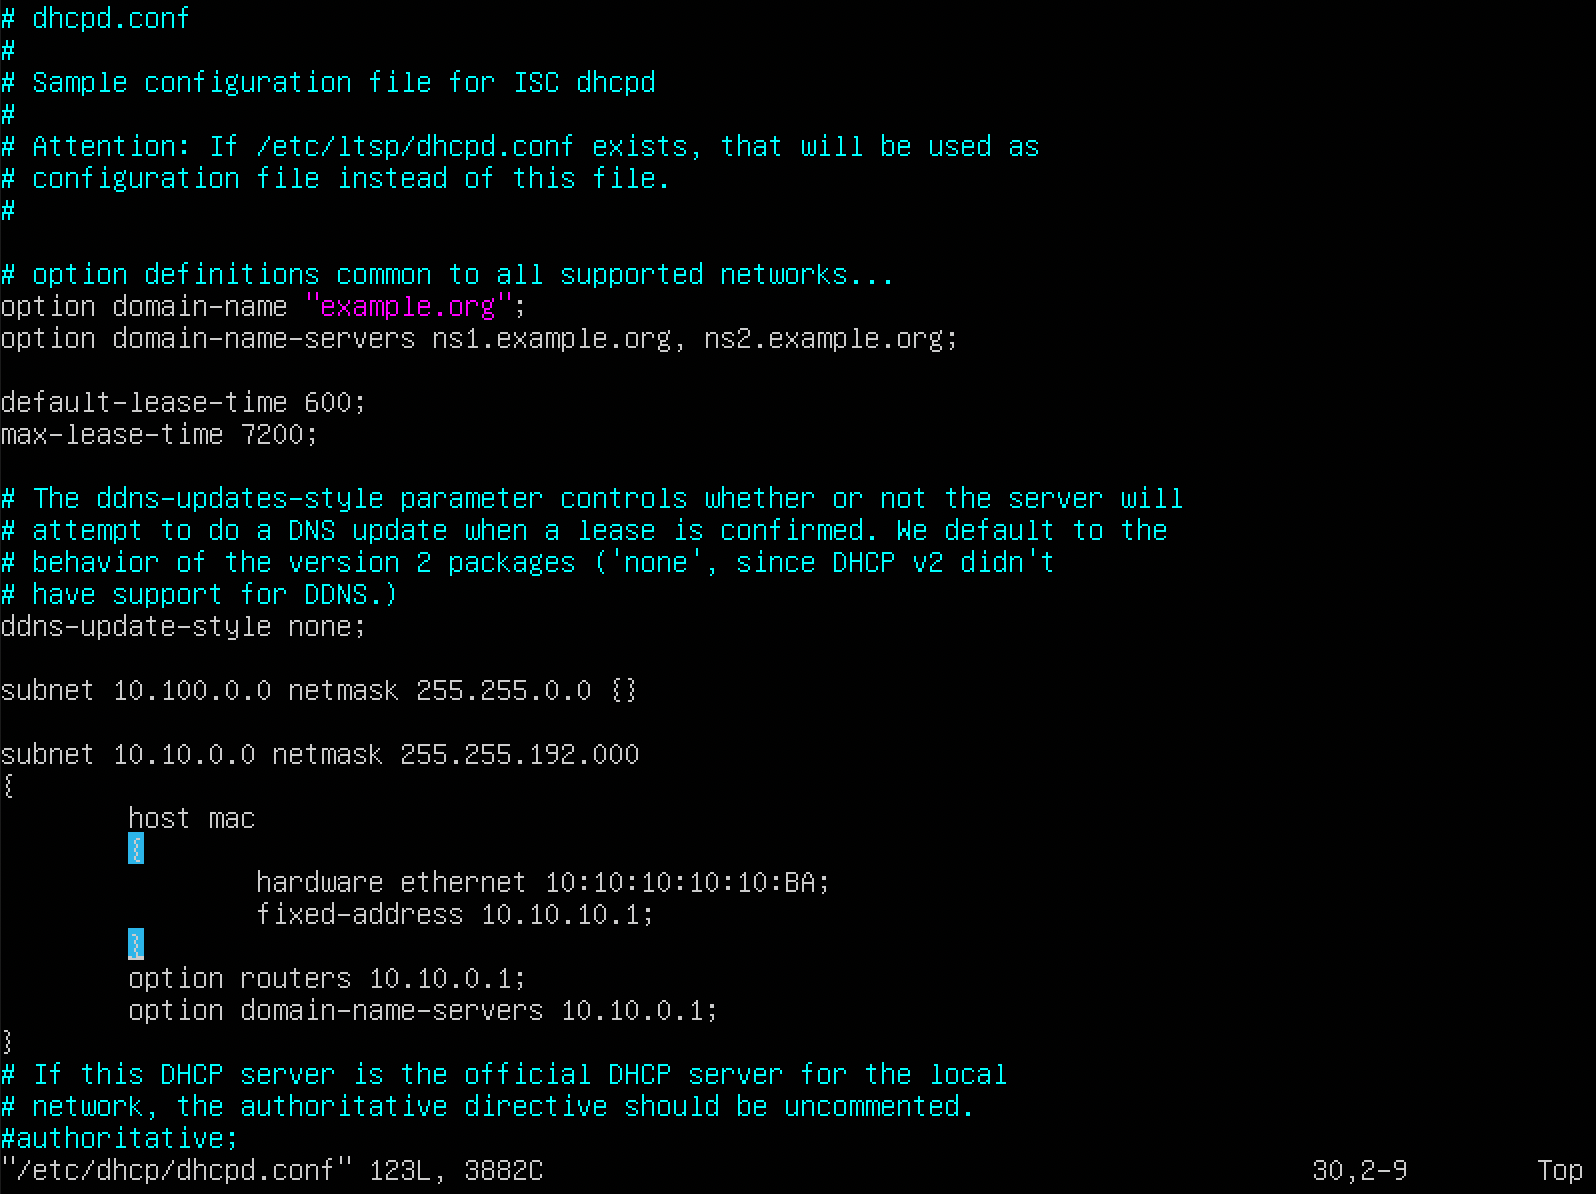 # dhcpd.conf
#
# Sample configuration file for ISC dhcpd
#
# Attention: If /etc/ltsp/dhcpd.conf exists, that will be used as
# configuration file instead of this file.
#

# option definitions common to all supported networks...
option domain-name "example.org";
option domain-name-servers ns1.example.org, ns2.example.org;

default-lease-time 600;
max-lease-time 7200;

# The ddns-updates-style parameter controls whether or not the server will
# attempt to do a DNS update when a lease is confirmed. We default to the
# behavior of the version 2 packages ('none', since DHCP v2 didn't
# have support for DDNS.)
ddns-update-style none;

subnet 10.100.0.0 netmask 255.255.0.0 {}

subnet 10.10.0.0 netmask 255.255.192.000
{
        host mac
        {
                hardware ethernet 10:10:10:10:10:BA;
                fixed-address 10.10.10.1;
        }
        option routers 10.10.0.1;
        option domain-name-servers 10.10.0.1;
}
# If this DHCP server is the official DHCP server for the local
# network, the authoritative directive should be uncommented.
#authoritative;
"/etc/dhcp/dhcpd.conf" 123L, 3882C 30,2-9 Top